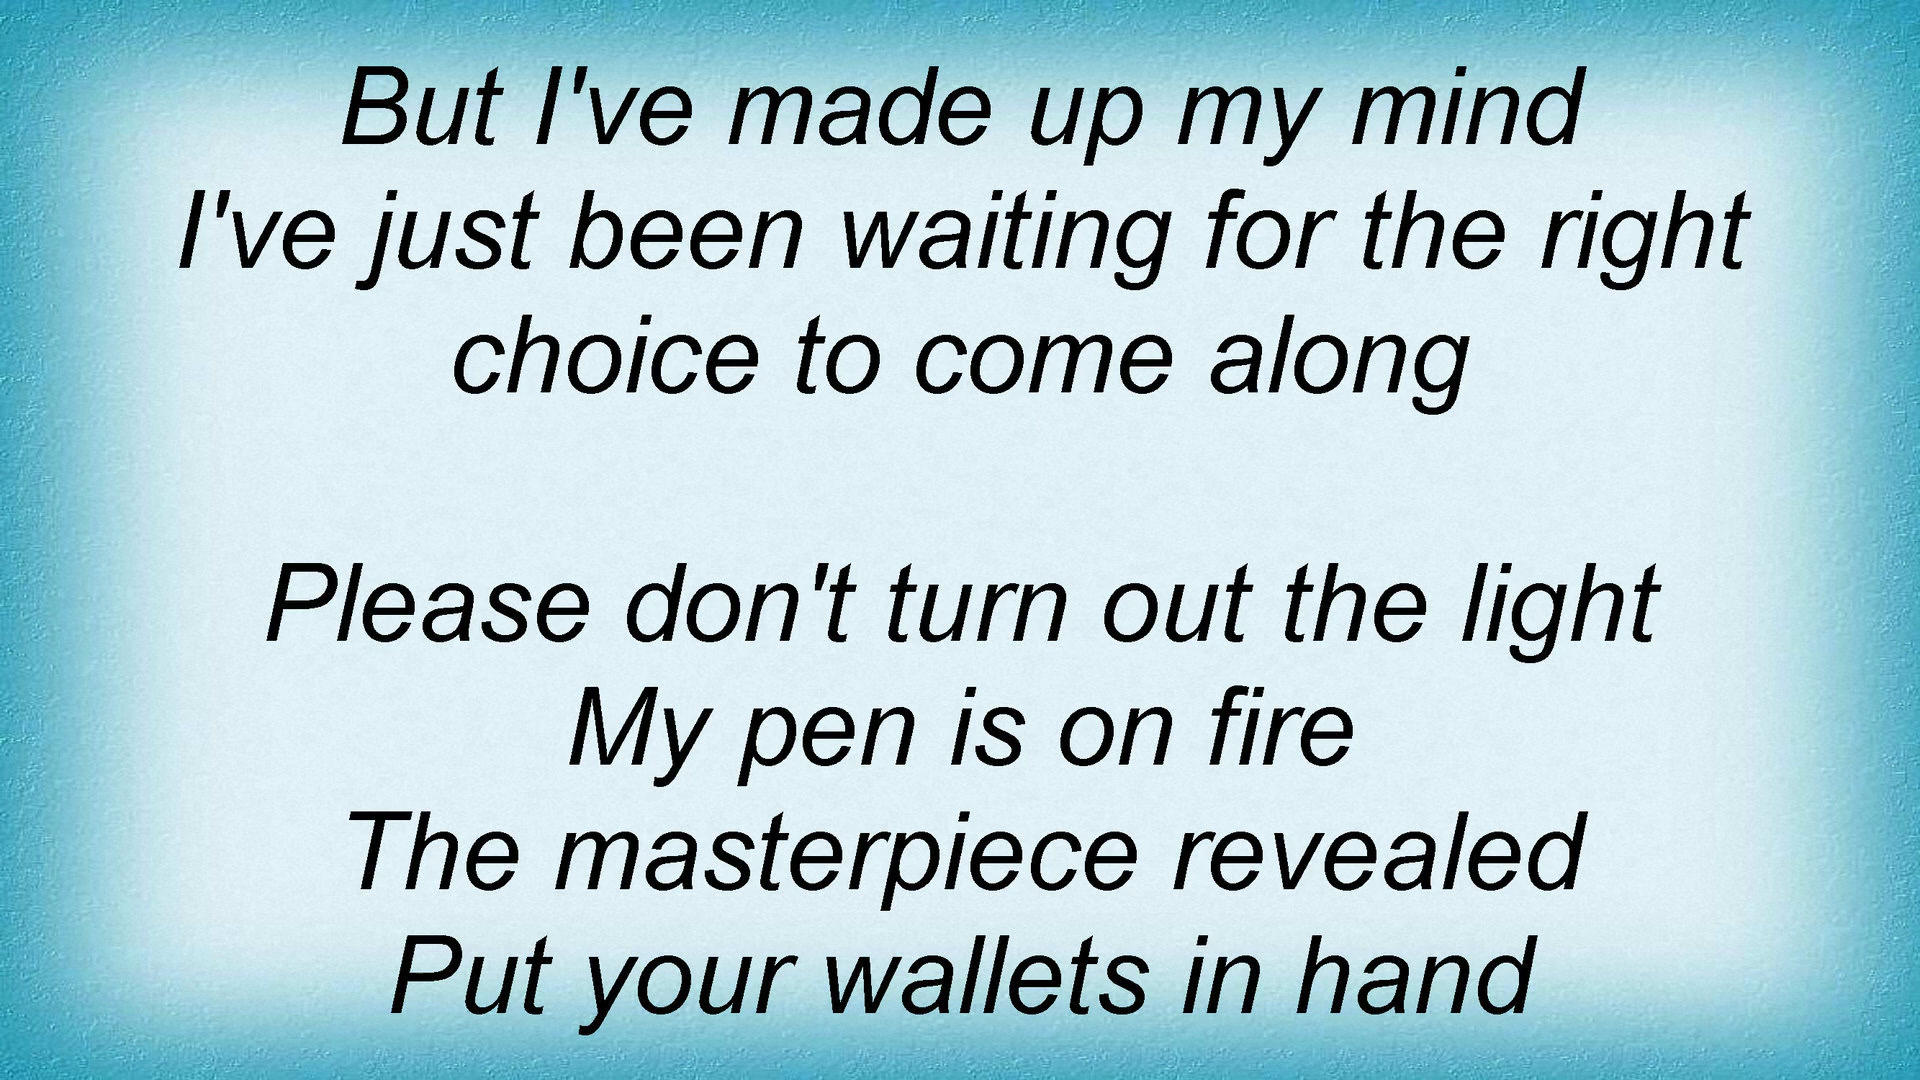 But I've made up my mind
I've just been waiting for the right
choice to come along
Please don't turn out the light
My pen is on fire
The masterpiece revealed
Put your wallets in hand